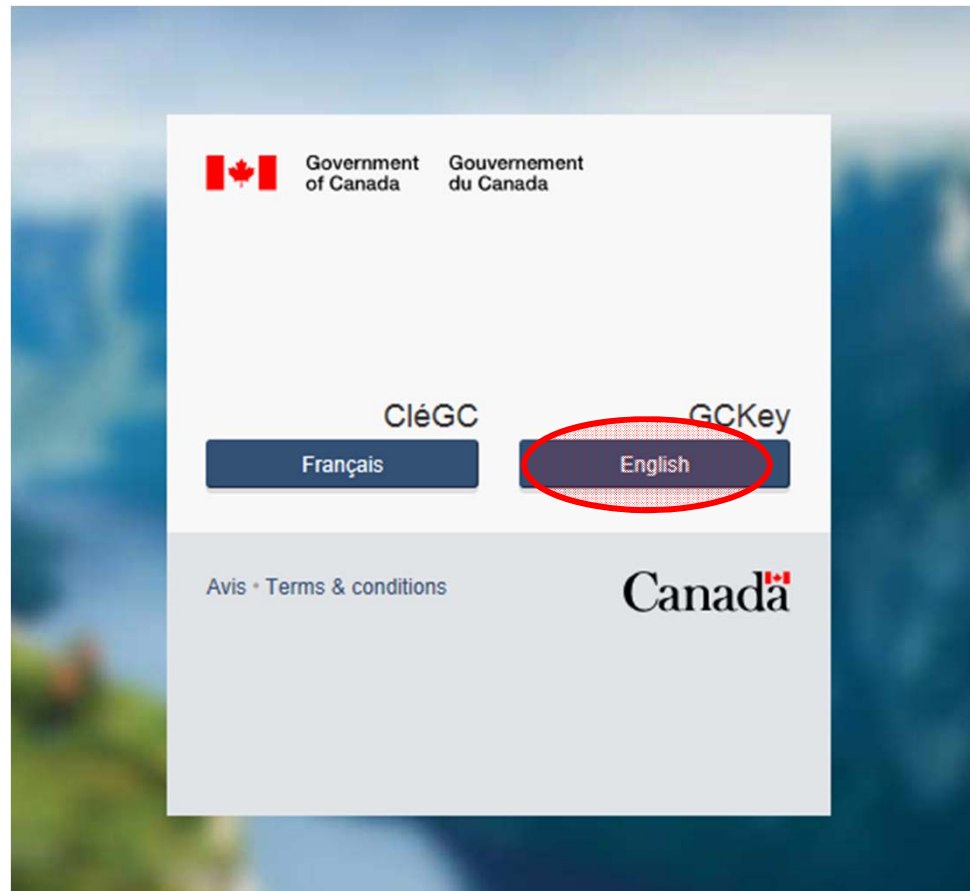 Government
of Canada
Gouvernement
du Canada
CléGC
Français
GCKey
English
Avis • Terms & conditions
Canada